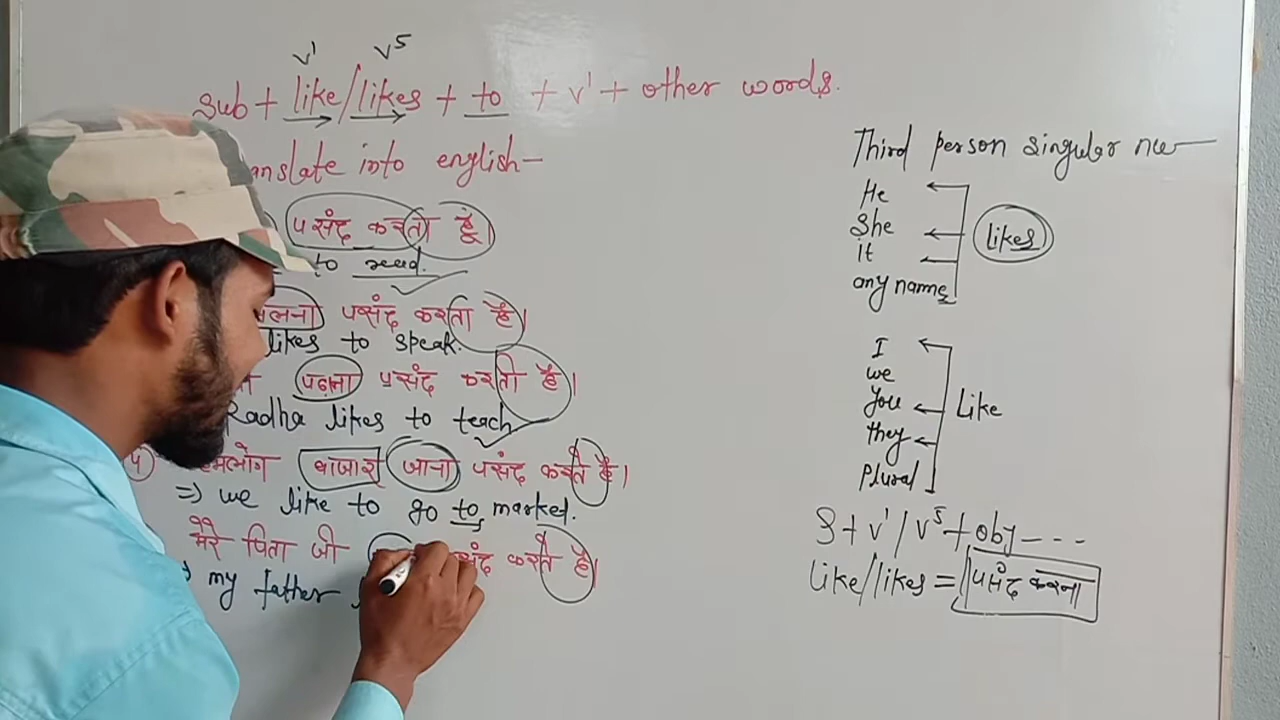 v¹ v⁵
Sub + like/likes + to + v¹ + other words.
anslate into english-
पसंद करता हूं
to read.
लना पसंद करता है।
likes to speak.
पढ़ाना पसंद करती है।
Radha likes to teach
हमलोग बाजार जाना पसंद करते है।
⇒ we like to go to market.
मेरे पिता जी संद करते है।
⇒ my father
Third person singular nu
He
She
It
any name
likes
I
we
you
they
Plural
Like
S + v¹ / v⁵ + obj ----
like/likes = पसंद करना